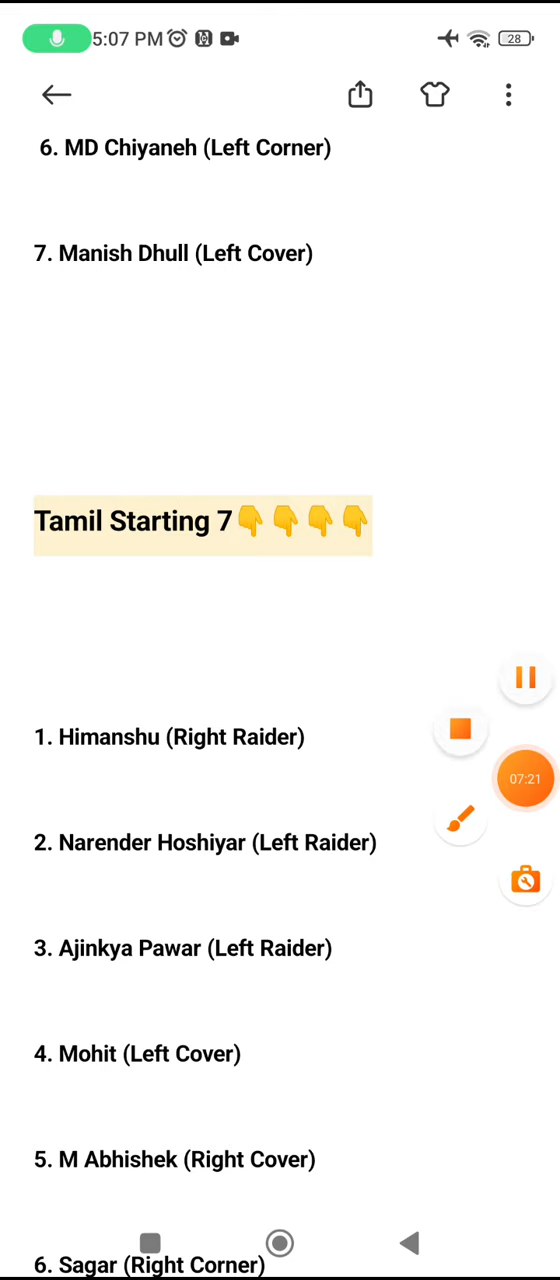 5:07 PM
28
6. MD Chiyaneh (Left Corner)
7. Manish Dhull (Left Cover)
Tamil Starting 7👇👇👇👇
1. Himanshu (Right Raider)
07:21
2. Narender Hoshiyar (Left Raider)
3. Ajinkya Pawar (Left Raider)
4. Mohit (Left Cover)
5. M Abhishek (Right Cover)
6. Sagar (Right Corner)